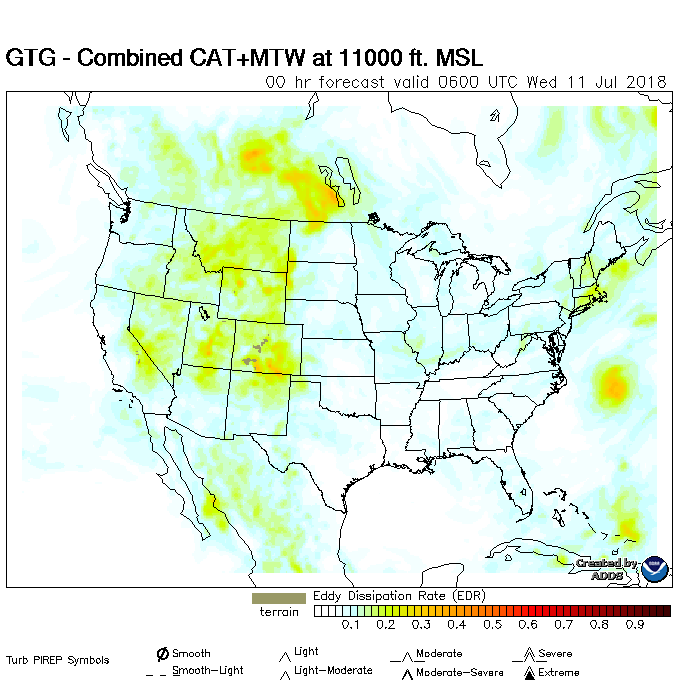 GTG - Combined CAT+MTW at 11000 ft. MSL
00 hr forecast valid 0600 UTC Wed 11 Jul 2018
Created by
ADDS
Eddy Dissipation Rate (EDR)
terrain
0.1 0.2 0.3 0.4 0.5 0.6 0.7 0.8 0.9
Turb PIREP Symbols
Smooth Light Moderate Severe
Smooth-Light Light-Moderate Moderate-Severe Extreme